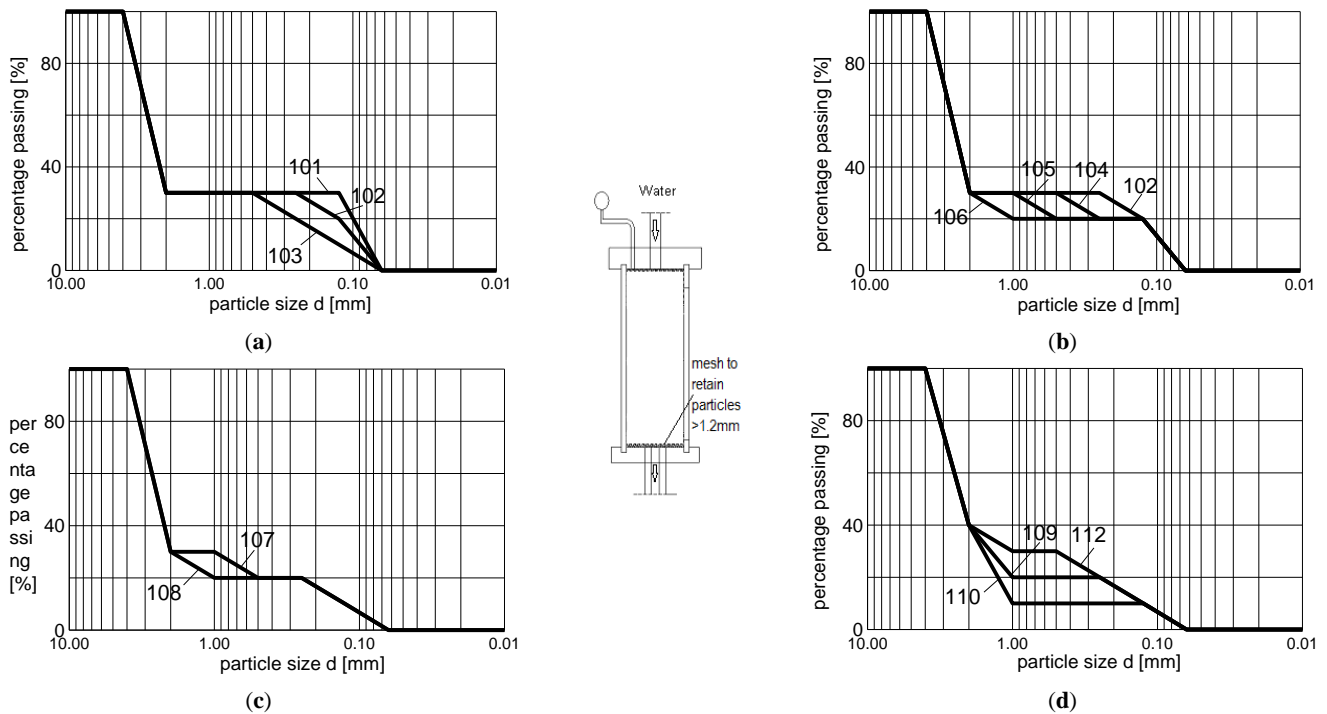 percentage passing [%]
80
40
0
101
102
103
10.00
1.00
0.10
0.01
particle size d [mm]
(a)
percentage passing [%]
80
40
0
105
104
102
106
10.00
1.00
0.10
0.01
particle size d [mm]
(b)
Water
mesh to
retain
particles
>1.2mm
per
ce
nta
ge
pa
ssi
ng
[%]
80
40
0
107
108
10.00
1.00
0.10
0.01
particle size d [mm]
(c)
percentage passing [%]
80
40
0
109
112
110
10.00
1.00
0.10
0.01
particle size d [mm]
(d)